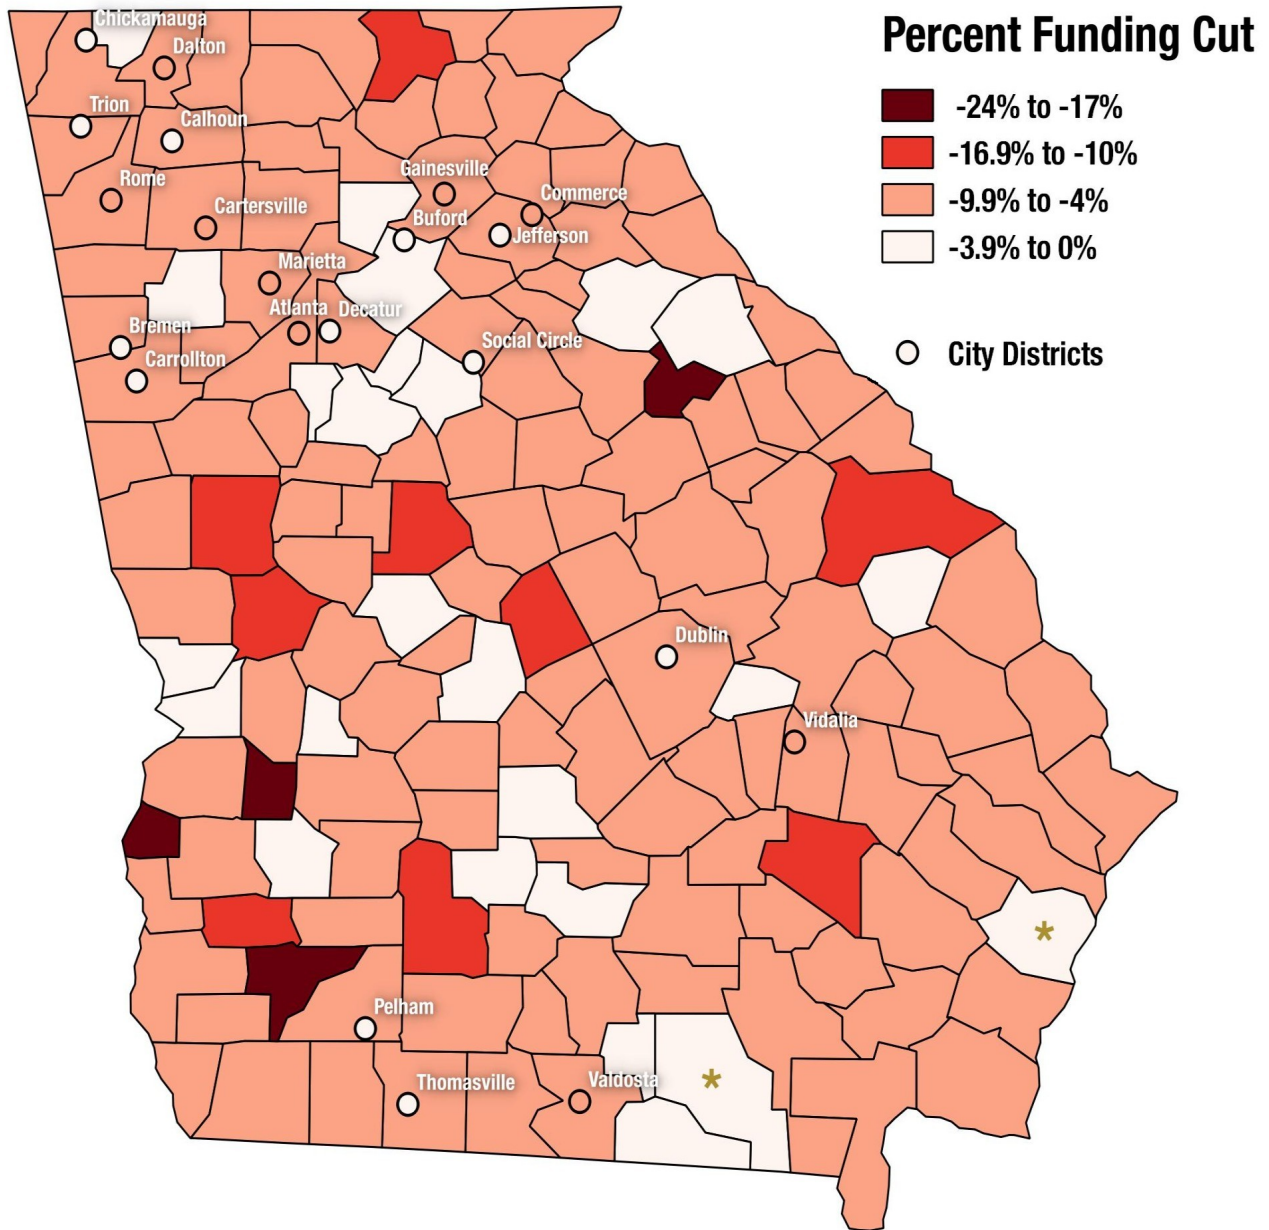 Percent Funding Cut
-24% to -17%
-16.9% to -10%
-9.9% to -4%
-3.9% to 0%
City Districts
Chickamauga
Dalton
Trion
Calhoun
Rome
Cartersville
Gainesville
Commerce
Buford
Jefferson
Marietta
Atlanta
Decatur
Bremen
Carrollton
Social Circle
Dublin
Vidalia
*
Pelham
Thomasville
Valdosta
*